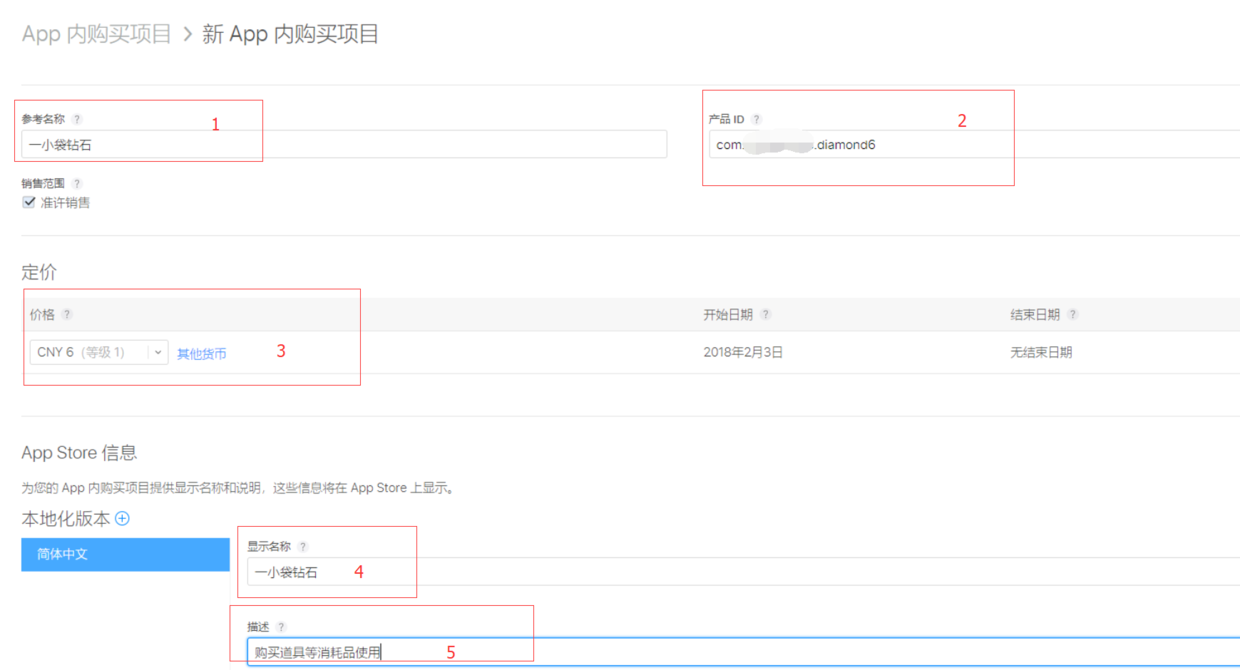 App 内购买项目 > 新 App 内购买项目
参考名称 ?
1
产品 ID ?
2
一小袋钻石
com. .diamond6
销售范围 ?
准许销售
定价
价格 ?
开始日期 ?
结束日期 ?
CNY 6 (等级 1)
其他货币
3
2018年2月3日
无结束日期
App Store 信息
为您的 App 内购买项目提供显示名称和说明，这些信息将在 App Store 上显示。
本地化版本
简体中文
显示名称 ?
一小袋钻石
4
描述 ?
购买道具等消耗品使用
5